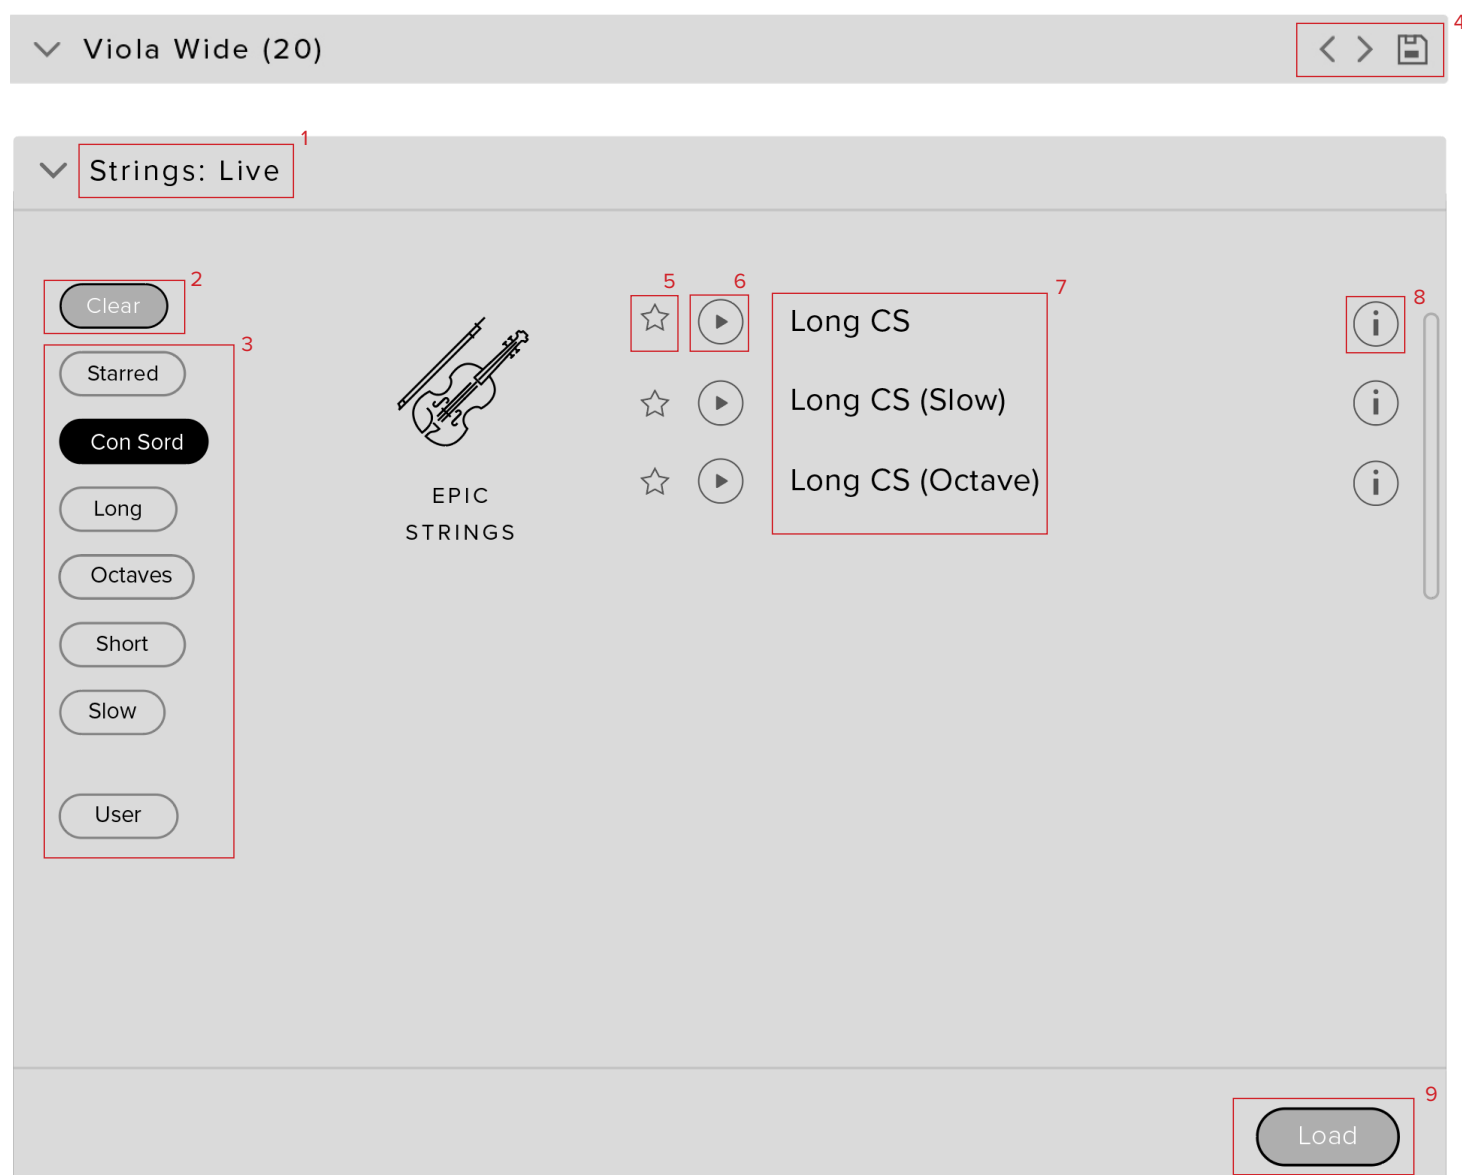 Viola Wide (20)
4
1
Strings: Live
2
Clear
3
Starred
Con Sord
Long
Octaves
Short
Slow
User
EPIC
STRINGS
5
6
7
8
Long CS
Long CS (Slow)
Long CS (Octave)
9
Load